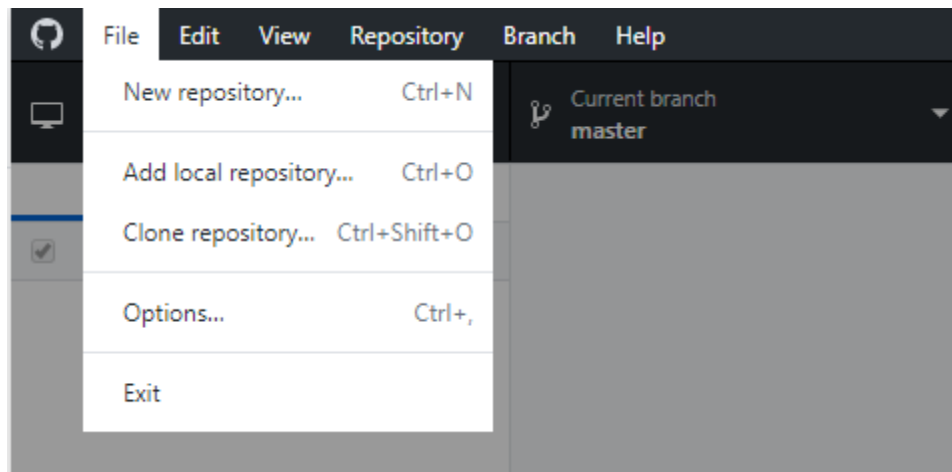 File Edit View Repository Branch Help
New repository... Ctrl+N
Current branch
master
Add local repository... Ctrl+O
Clone repository... Ctrl+Shift+O
Options... Ctrl+,
Exit